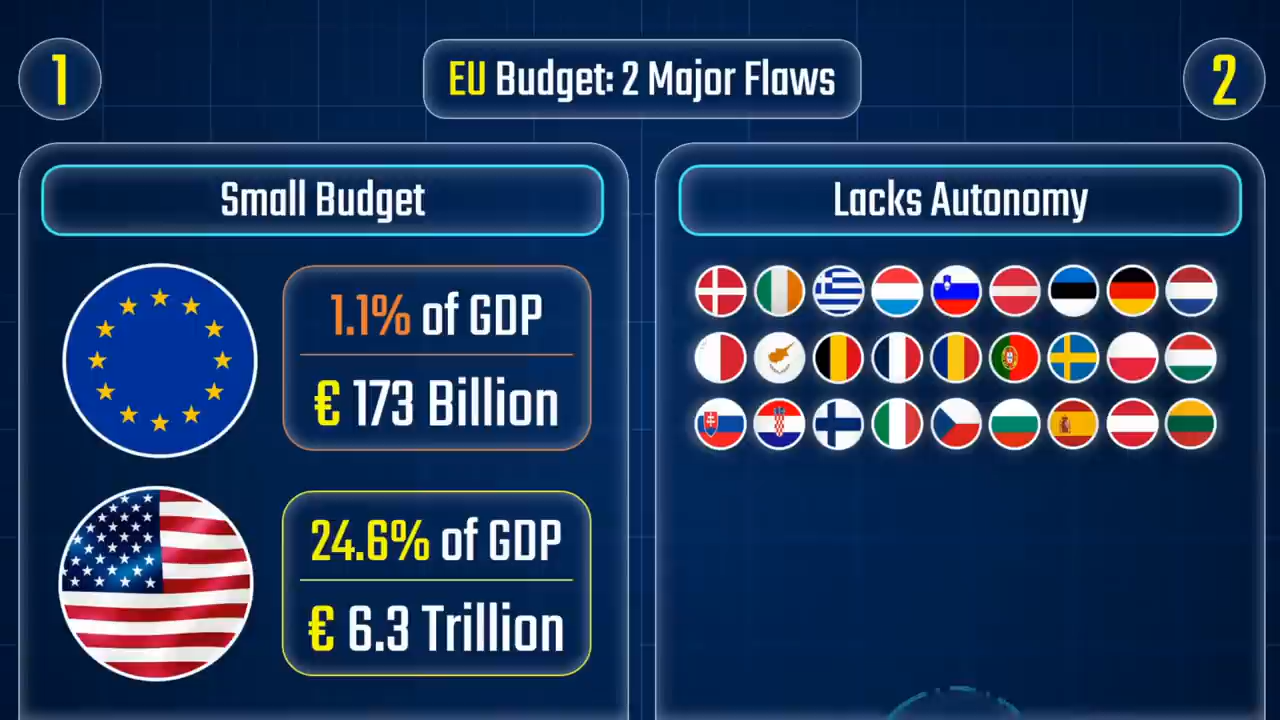 1
EU Budget: 2 Major Flaws
2
Small Budget
1.1% of GDP
€ 173 Billion
24.6% of GDP
€ 6.3 Trillion
Lacks Autonomy